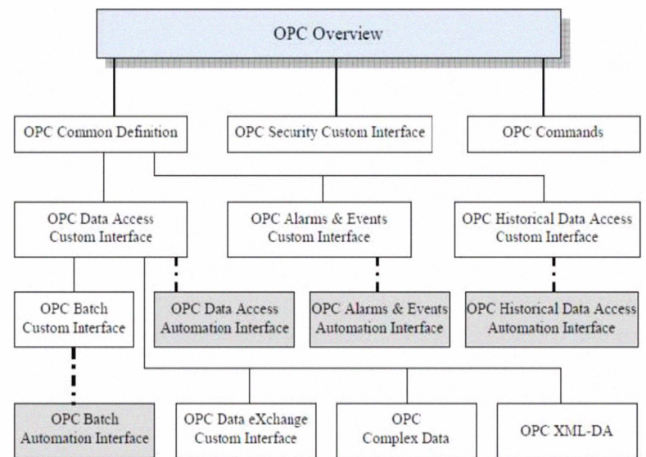 OPC Overview
OPC Common Definition
OPC Security Custom Interface
OPC Commands
OPC Data Access
Custom Interface
OPC Alarms & Events
Custom Interface
OPC Historical Data Access
Custom Interface
OPC Batch
Custom Interface
OPC Data Access
Automation Interface
OPC Alarms & Events
Automation Interface
OPC Historical Data Access
Automation Interface
OPC Batch
Automation Interface
OPC Data eXchange
Custom Interface
OPC
Complex Data
OPC XML-DA